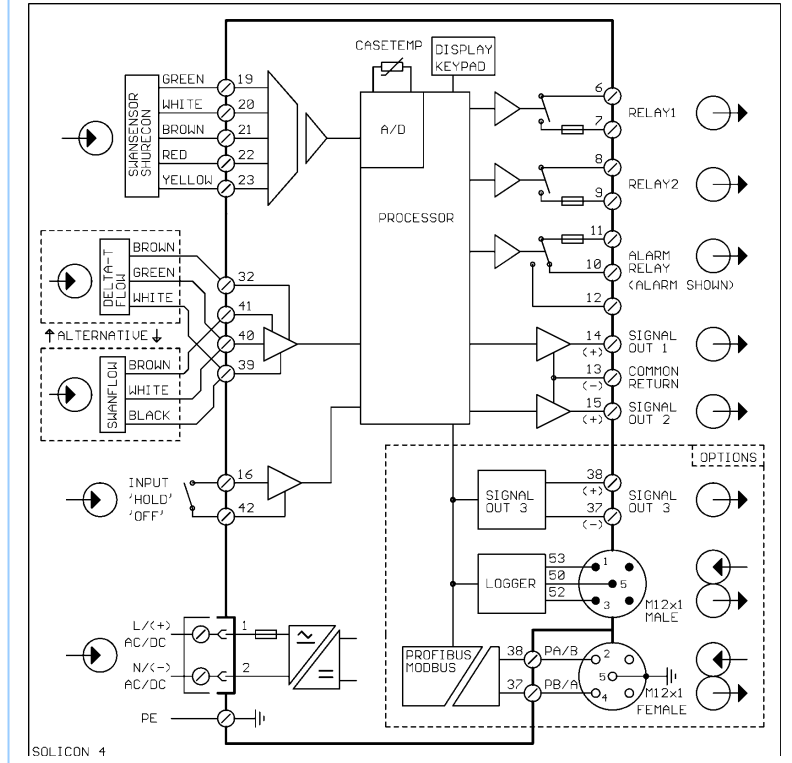 CASETEMP
DISPLAY
KEYPAD
SWANSENSOR
SHURECON
GREEN 19
WHITE 20
BROWN 21
RED 22
YELLOW 23
A/D
PROCESSOR
6
7
RELAY1
8
9
RELAY2
11
10
12
ALARM
RELAY
(ALARM SHOWN)
DELTA-T
FLOW
BROWN
GREEN
WHITE
32
41
40
39
ALTERNATIVE
SWANFLOW
BROWN
WHITE
BLACK
14
(+)
SIGNAL
OUT 1
13
(-)
COMMON
RETURN
15
(+)
SIGNAL
OUT 2
INPUT
'HOLD'
'OFF'
16
42
OPTIONS
SIGNAL
OUT 3
38
(+)
37
(-)
SIGNAL
OUT 3
LOGGER
53
50
52
1
5
3
M12x1
MALE
L/(+)
AC/DC
1
N/(-)
AC/DC
2
PE
PROFIBUS
MODBUS
38 PA/B
37 PB/A
2
5
4
M12x1
FEMALE
SOLICON 4